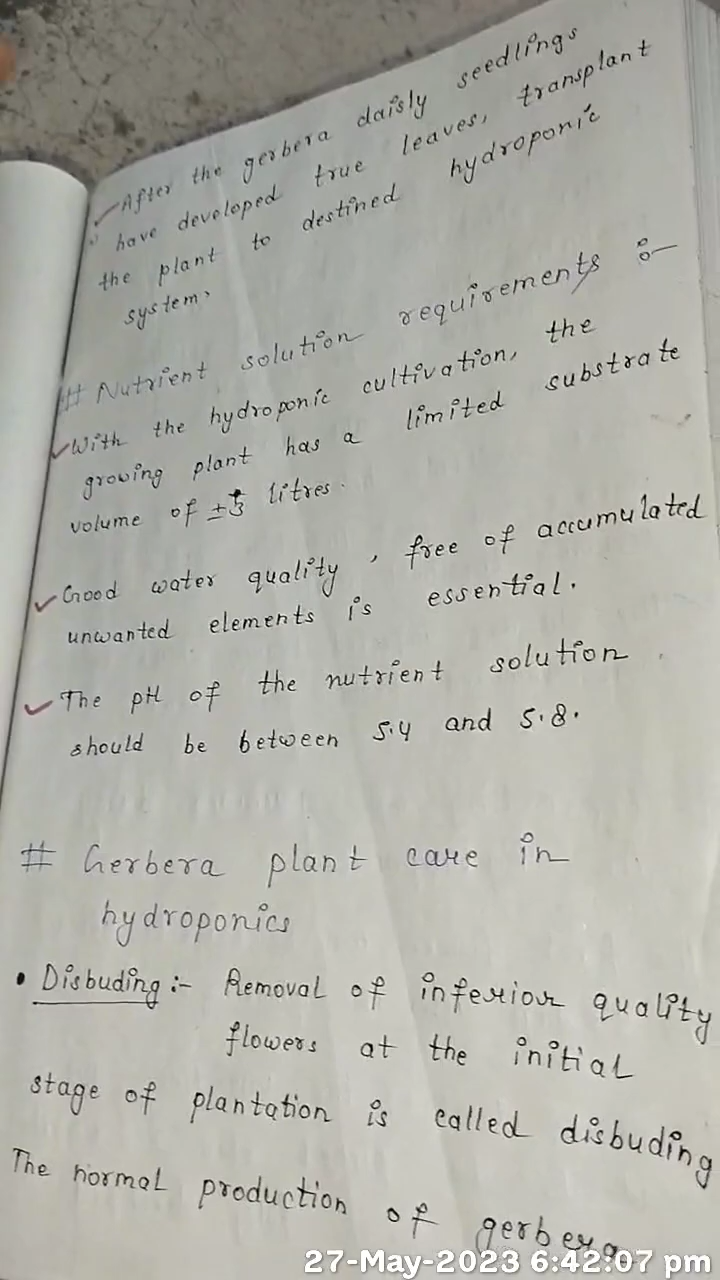 ✓After the gerbera daisly seedlings
have developed true leaves, transplant
the plant to destined hydroponic
system.
# Nutrient solution requirements :-
✓With the hydroponic cultivation, the
growing plant has a limited substrate
volume of ±3 litres.
✓Good water quality, free of accumulated
unwanted elements is essential.
✓The pH of the nutrient solution
should be between 5.4 and 5.8.
# Gerbera plant care in
hydroponics
• Disbuding :- Removal of inferior quality
flowers at the initial
stage of plantation is called disbuding
The normal production of gerbera
27-May-2023 6:42:07 pm